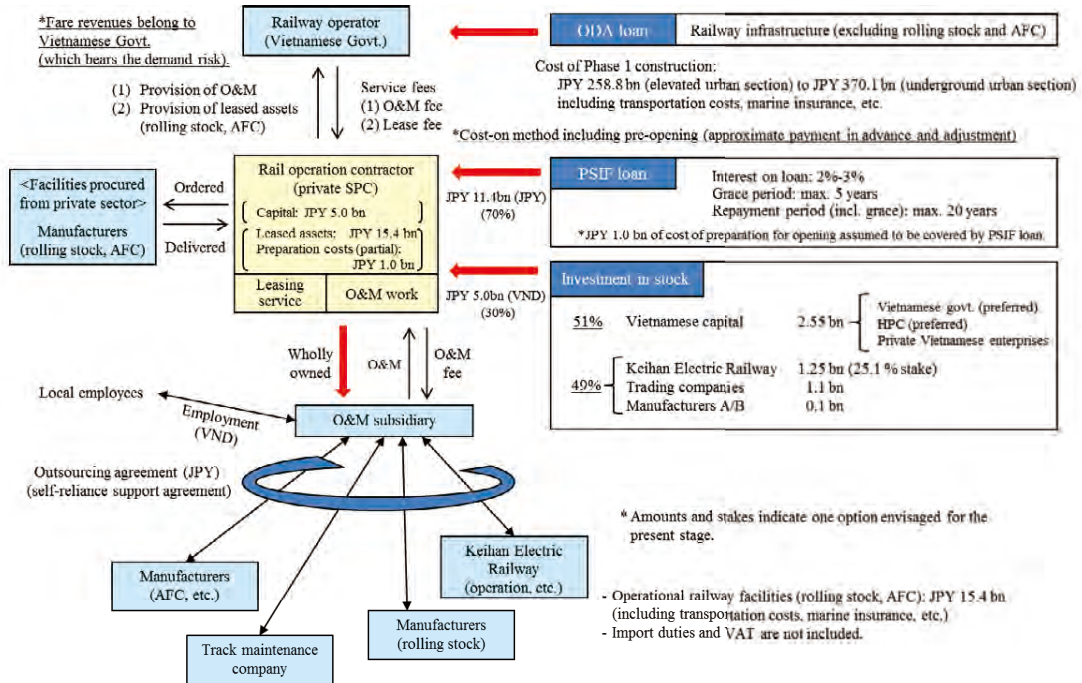 *Fare revenues belong to
Vietnamese Govt.
(which bears the demand risk).
Railway operator
(Vietnamese Govt.)
ODA loan
Railway infrastructure (excluding rolling stock and AFC)
Cost of Phase 1 construction:
JPY 258.8 bn (elevated urban section) to JPY 370.1 bn (underground urban section)
including transportation costs, marine insurance, etc.
(1) Provision of O&M
(2) Provision of leased assets
(rolling stock, AFC)
Service fees
(1) O&M fee
(2) Lease fee
*Cost-on method including pre-opening (approximate payment in advance and adjustment)
<Facilities procured
from private sector>
Manufacturers
(rolling stock, AFC)
Ordered
Delivered
Rail operation contractor
(private SPC)
Capital: JPY 5.0 bn
Leased assets: JPY 15.4 bn
Preparation costs (partial):
JPY 1.0 bn
Leasing
service
O&M work
JPY 11.4bn (JPY)
(70%)
PSIF loan
Interest on loan: 2%-3%
Grace period: max. 5 years
Repayment period (incl. grace): max. 20 years
*JPY 1.0 bn of cost of preparation for opening assumed to be covered by PSIF loan.
JPY 5.0bn (VND)
(30%)
Investment in stock
51% Vietnamese capital 2.55 bn
Vietnamese govt. (preferred)
HPC (preferred)
Private Vietnamese enterprises
49%
Keihan Electric Railway 1.25 bn (25.1 % stake)
Trading companies 1.1 bn
Manufacturers A/B 0.1 bn
Wholly
owned
O&M
O&M
fee
Local employees
Employment
(VND)
O&M subsidiary
Outsourcing agreement (JPY)
(self-reliance support agreement)
* Amounts and stakes indicate one option envisaged for the
present stage.
Manufacturers
(AFC, etc.)
Track maintenance
company
Manufacturers
(rolling stock)
Keihan Electric
Railway
(operation, etc.)
- Operational railway facilities (rolling stock, AFC): JPY 15.4 bn
(including transportation costs, marine insurance, etc,)
- Import duties and VAT are not included.